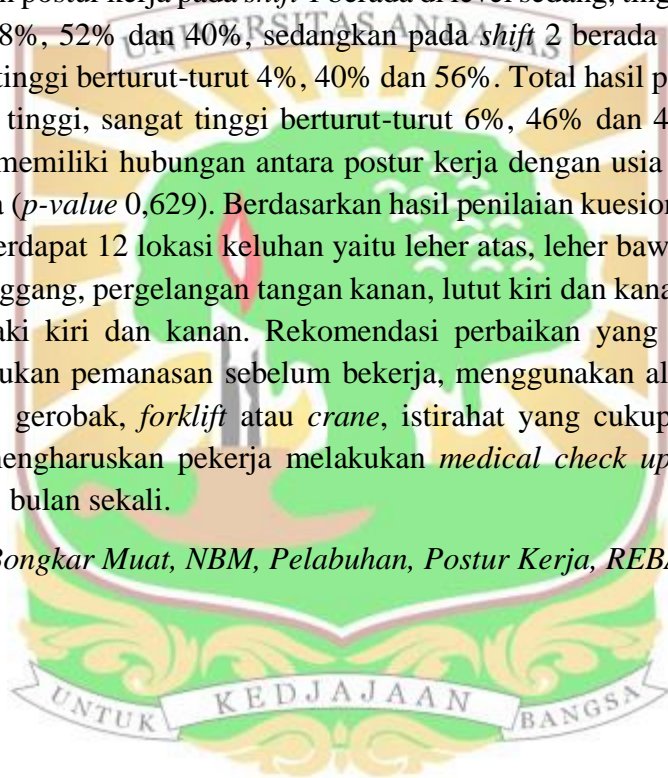 postur kerja pada shift 1 berada di level sedang, ting
8%, 52% dan 40%, sedangkan pada shift 2 berada
tinggi berturut-turut 4%, 40% dan 56%. Total hasil p
tinggi, sangat tinggi berturut-turut 6%, 46% dan 4
memiliki hubungan antara postur kerja dengan usia
(p-value 0,629). Berdasarkan hasil penilaian kuesion
erdapat 12 lokasi keluhan yaitu leher atas, leher baw
nggang, pergelangan tangan kanan, lutut kiri dan kana
aki kiri dan kanan. Rekomendasi perbaikan yang
ukan pemanasan sebelum bekerja, menggunakan al
gerobak, forklift atau crane, istirahat yang cukup
mengharuskan pekerja melakukan medical check up
bulan sekali.
Bongkar Muat, NBM, Pelabuhan, Postur Kerja, REBA
UNIVERSITAS ANDALAS
UNTUK KEDJAJAAN BANGSA